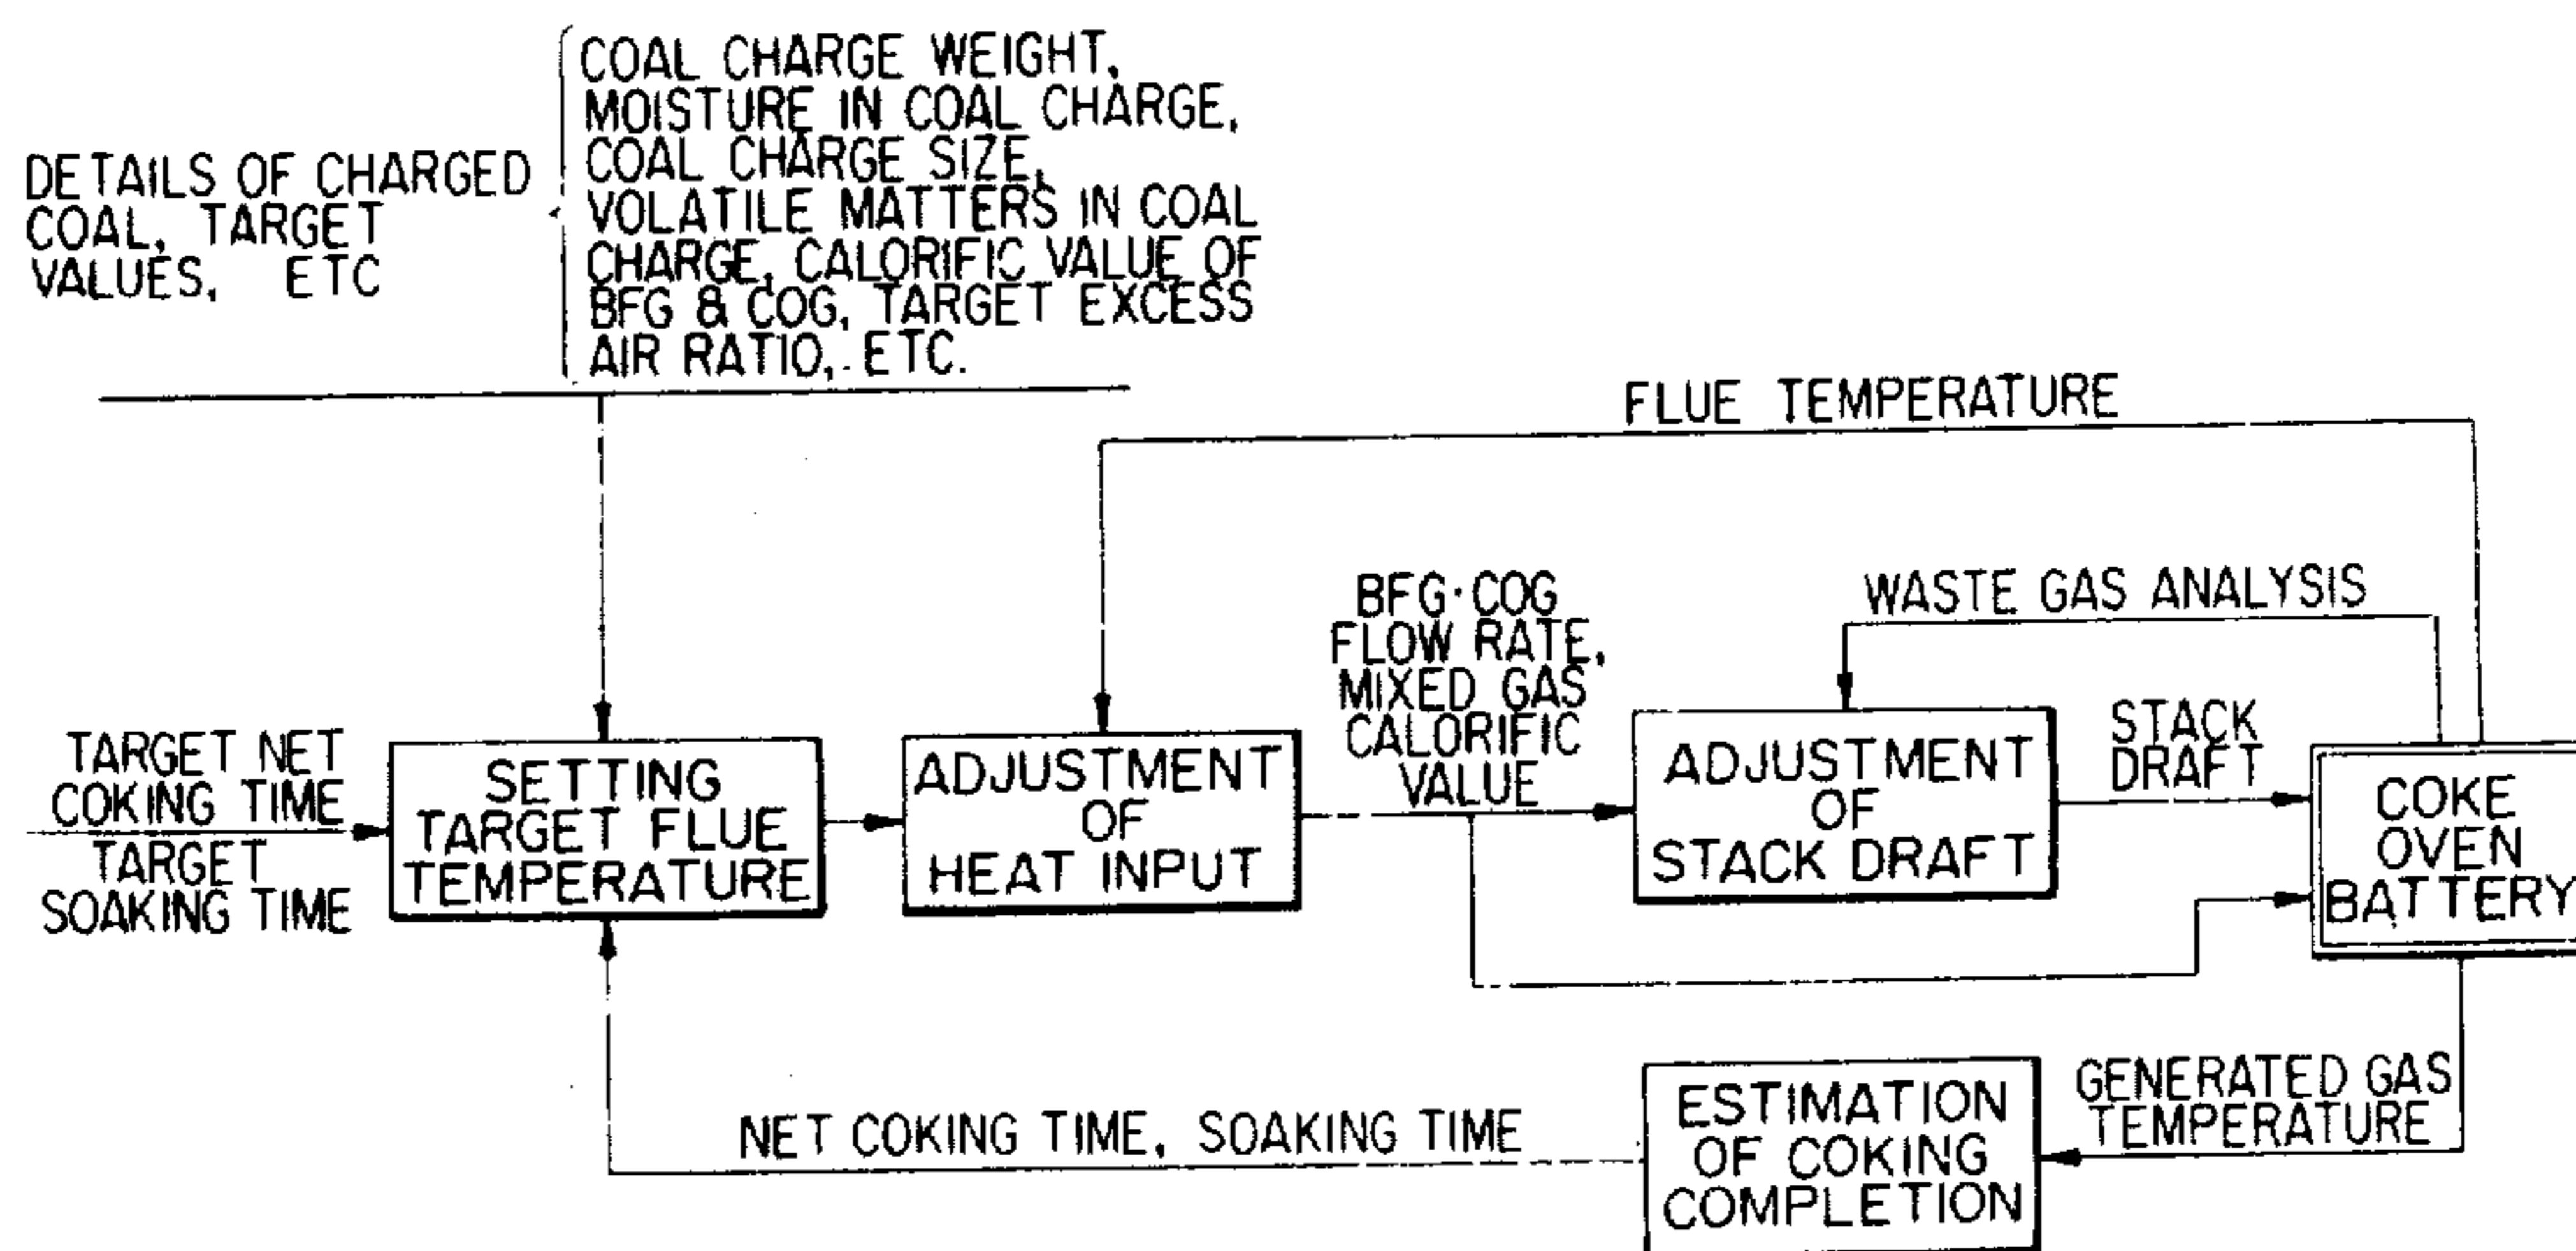 DETAILS OF CHARGED
COAL, TARGET
VALUES, ETC
COAL CHARGE WEIGHT,
MOISTURE IN COAL CHARGE,
COAL CHARGE SIZE,
VOLATILE MATTERS IN COAL
CHARGE, CALORIFIC VALUE OF
BFG & COG, TARGET EXCESS
AIR RATIO, ETC.
FLUE TEMPERATURE
WASTE GAS ANALYSIS
TARGET NET
COKING TIME
TARGET
SOAKING TIME
SETTING
TARGET FLUE
TEMPERATURE
ADJUSTMENT
OF
HEAT INPUT
BFG·COG
FLOW RATE,
MIXED GAS
CALORIFIC
VALUE
ADJUSTMENT
OF
STACK DRAFT
STACK
DRAFT
COKE
OVEN
BATTERY
NET COKING TIME, SOAKING TIME
ESTIMATION
OF COKING
COMPLETION
GENERATED GAS
TEMPERATURE